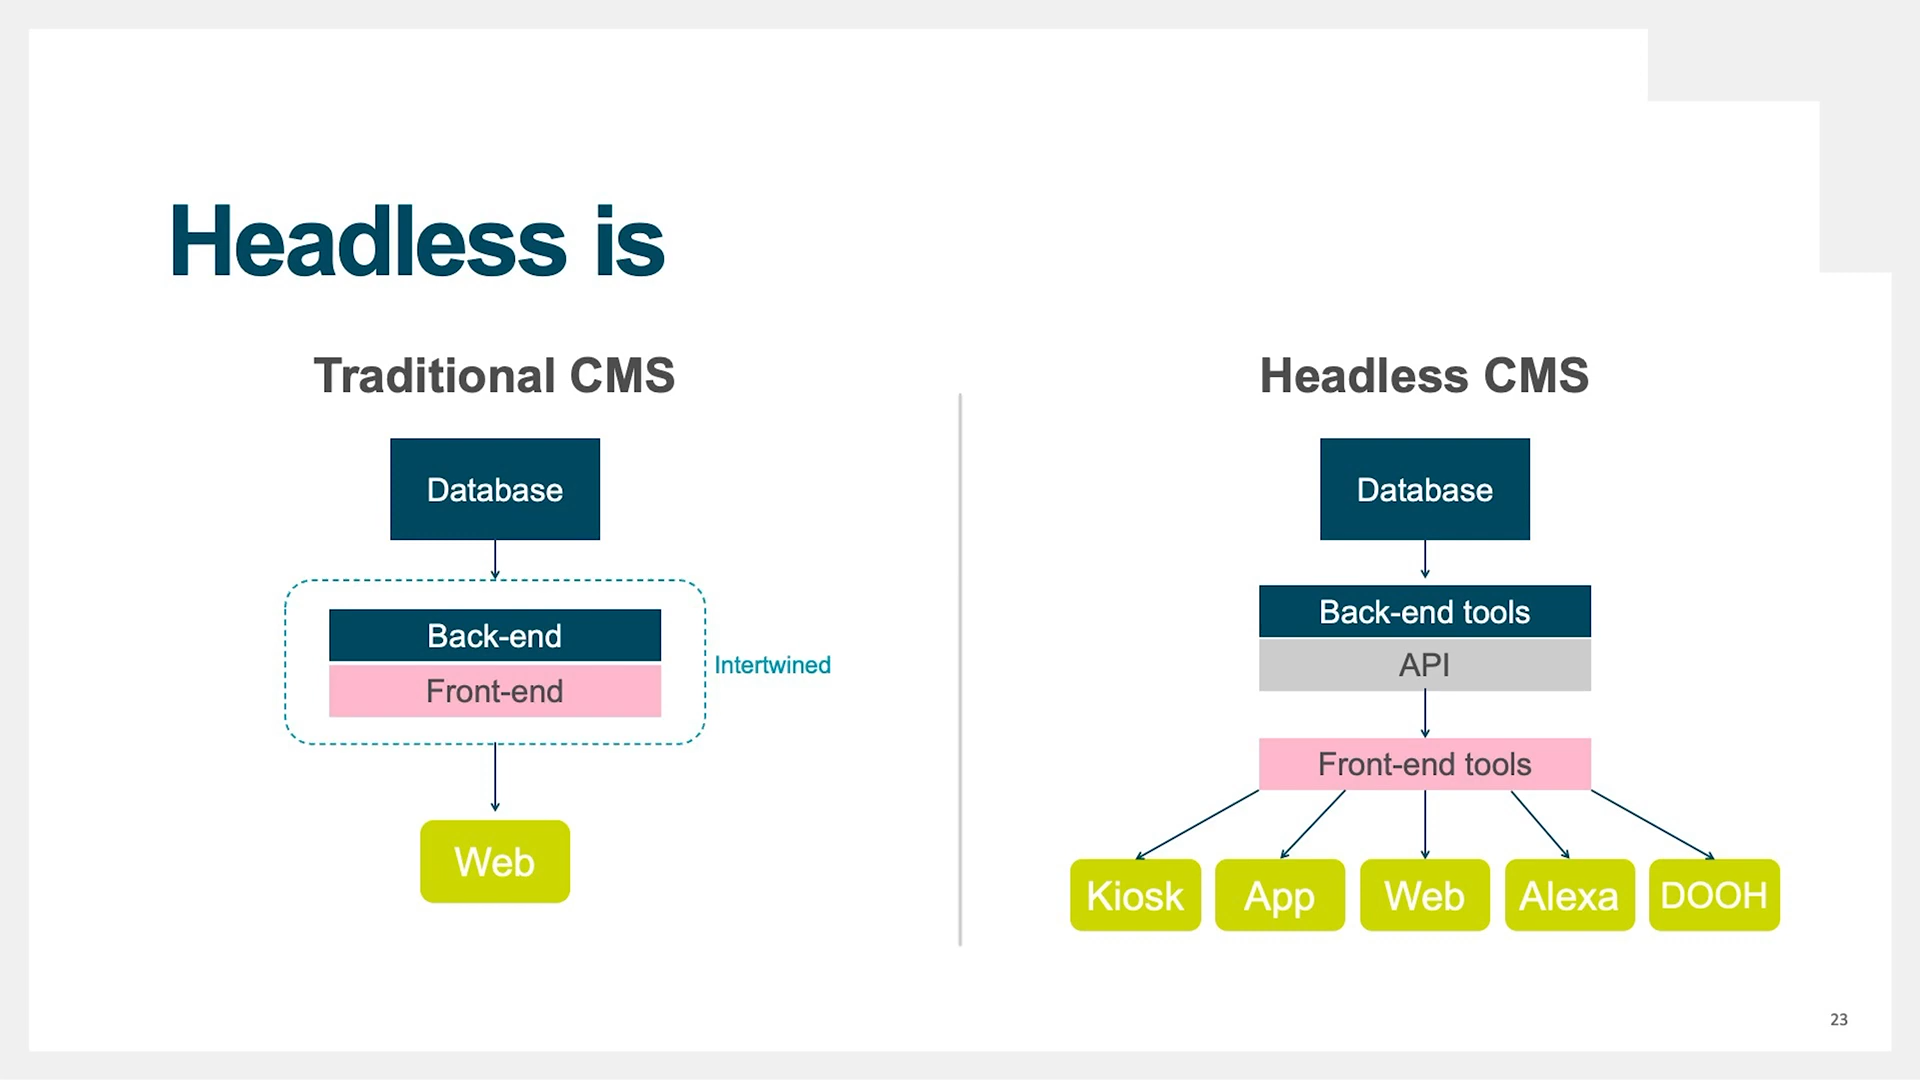 Headless is
Traditional CMS
Database
Back-end
Front-end
Intertwined
Web
Headless CMS
Database
Back-end tools
API
Front-end tools
Kiosk
App
Web
Alexa
DOOH
23